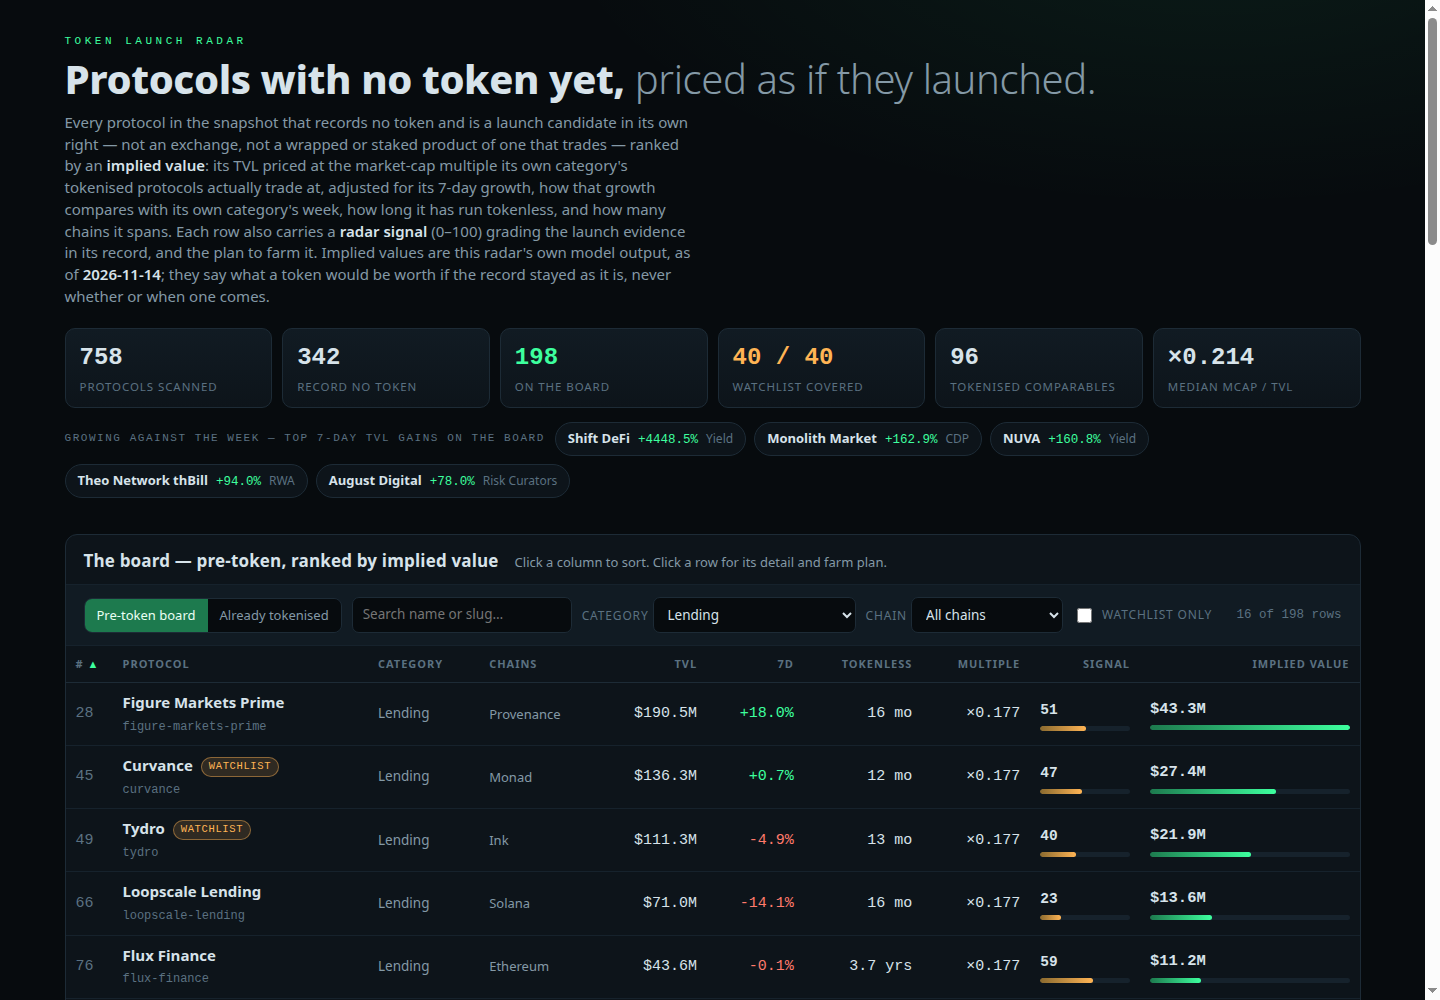 TOKEN LAUNCH RADAR
Protocols with no token yet, priced as if they launched.
Every protocol in the snapshot that records no token and is a launch candidate in its own
right — not an exchange, not a wrapped or staked product of one that trades — ranked
by an implied value: its TVL priced at the market-cap multiple its own category's
tokenised protocols actually trade at, adjusted for its 7-day growth, how that growth
compares with its own category's week, how long it has run tokenless, and how many
chains it spans. Each row also carries a radar signal (0–100) grading the launch evidence
in its record, and the plan to farm it. Implied values are this radar's own model output, as
of 2026-11-14; they say what a token would be worth if the record stayed as it is, never
whether or when one comes.
758 342 198 40 / 40 96 ×0.214
PROTOCOLS SCANNED RECORD NO TOKEN ON THE BOARD WATCHLIST COVERED TOKENISED COMPARABLES MEDIAN MCAP / TVL
GROWING AGAINST THE WEEK — TOP 7-DAY TVL GAINS ON THE BOARD Shift DeFi +4448.5% Yield Monolith Market +162.9% CDP NUVA +160.8% Yield
Theo Network thBill +94.0% RWA August Digital +78.0% Risk Curators
The board — pre-token, ranked by implied value Click a column to sort. Click a row for its detail and farm plan.
Pre-token board Already tokenised Search name or slug... CATEGORY Lending CHAIN All chains WATCHLIST ONLY 16 of 198 rows
# ▲ PROTOCOL CATEGORY CHAINS TVL 7D TOKENLESS MULTIPLE SIGNAL IMPLIED VALUE
28 Figure Markets Prime Lending Provenance $190.5M +18.0% 16 mo ×0.177 51 $43.3M
figure-markets-prime
45 Curvance WATCHLIST Lending Monad $136.3M +0.7% 12 mo ×0.177 47 $27.4M
curvance
49 Tydro WATCHLIST Lending Ink $111.3M -4.9% 13 mo ×0.177 40 $21.9M
tydro
66 Loopscale Lending Lending Solana $71.0M -14.1% 16 mo ×0.177 23 $13.6M
loopscale-lending
76 Flux Finance Lending Ethereum $43.6M -0.1% 3.7 yrs ×0.177 59 $11.2M
flux-finance